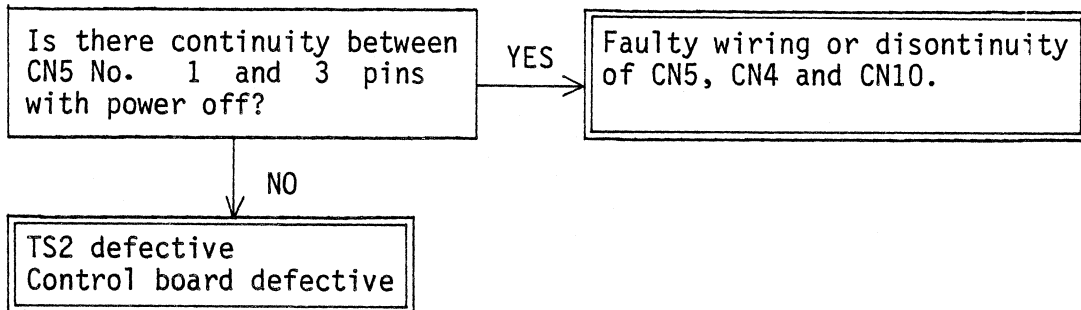 Is there continuity between
CN5 No. 1 and 3 pins
with power off?
YES
Faulty wiring or disontinuity
of CN5, CN4 and CN10.
NO
TS2 defective
Control board defective